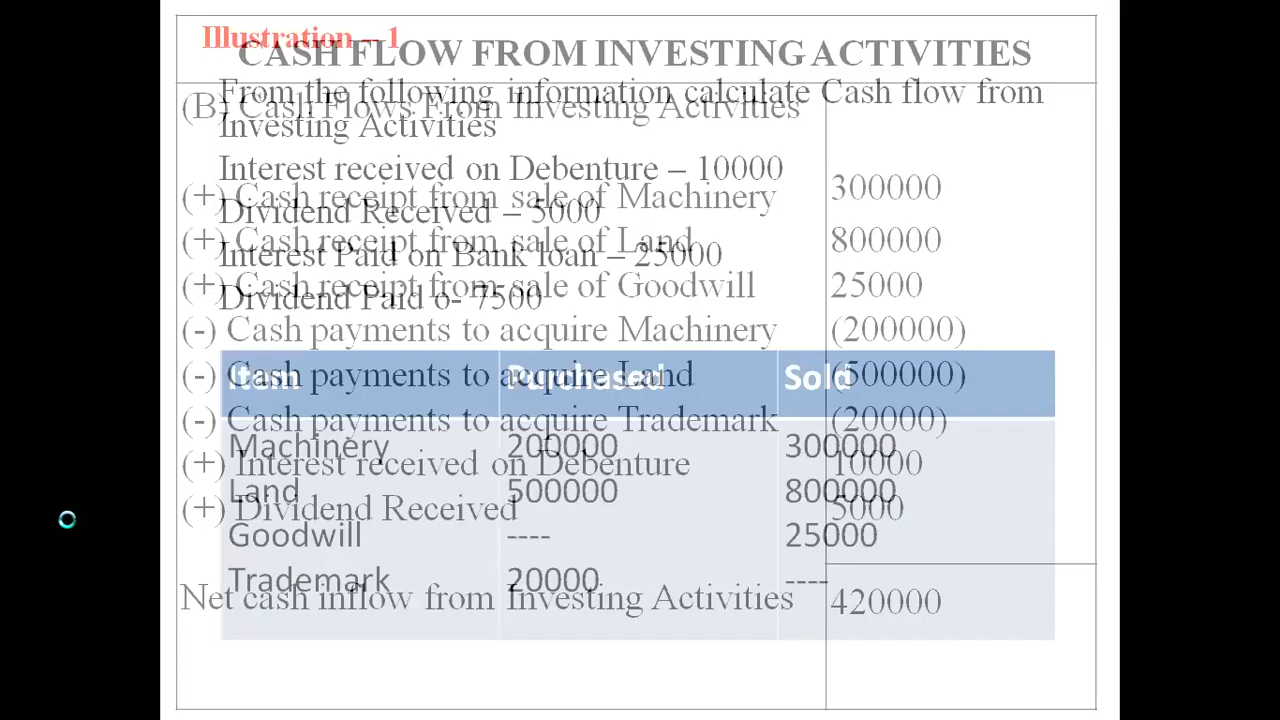 Illustration – 1
CASH FLOW FROM INVESTING ACTIVITIES
From the following information calculate Cash flow from
Investing Activities
(B) Cash Flows From Investing Activities
Interest received on Debenture – 10000
(+) Cash receipt from sale of Machinery 300000
Dividend Received – 5000
(+) Cash receipt from sale of Land 800000
Interest Paid on Bank loan – 25000
(+) Cash receipt from sale of Goodwill 25000
Dividend Paid o- 7500
(-) Cash payments to acquire Machinery (200000)
Item Purchased Sold
(-) Cash payments to acquire Land (500000)
(-) Cash payments to acquire Trademark (20000)
Machinery 200000 300000
(+) Interest received on Debenture 10000
Land 500000 800000
(+) Dividend Received 5000
Goodwill ---- 25000
Trademark 20000 ----
Net cash inflow from Investing Activities 420000